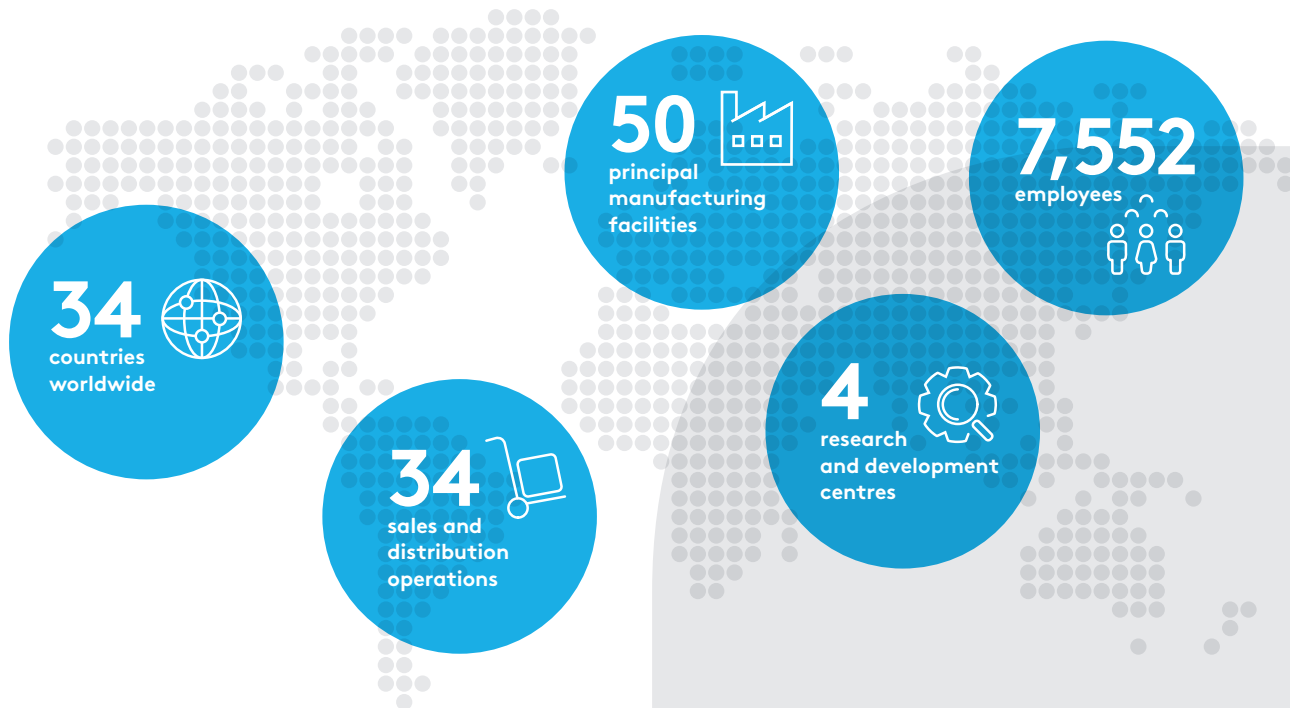 50
principal
manufacturing
facilities
7,552
employees
34
countries
worldwide
4
research
and development
centres
34
sales and
distribution
operations